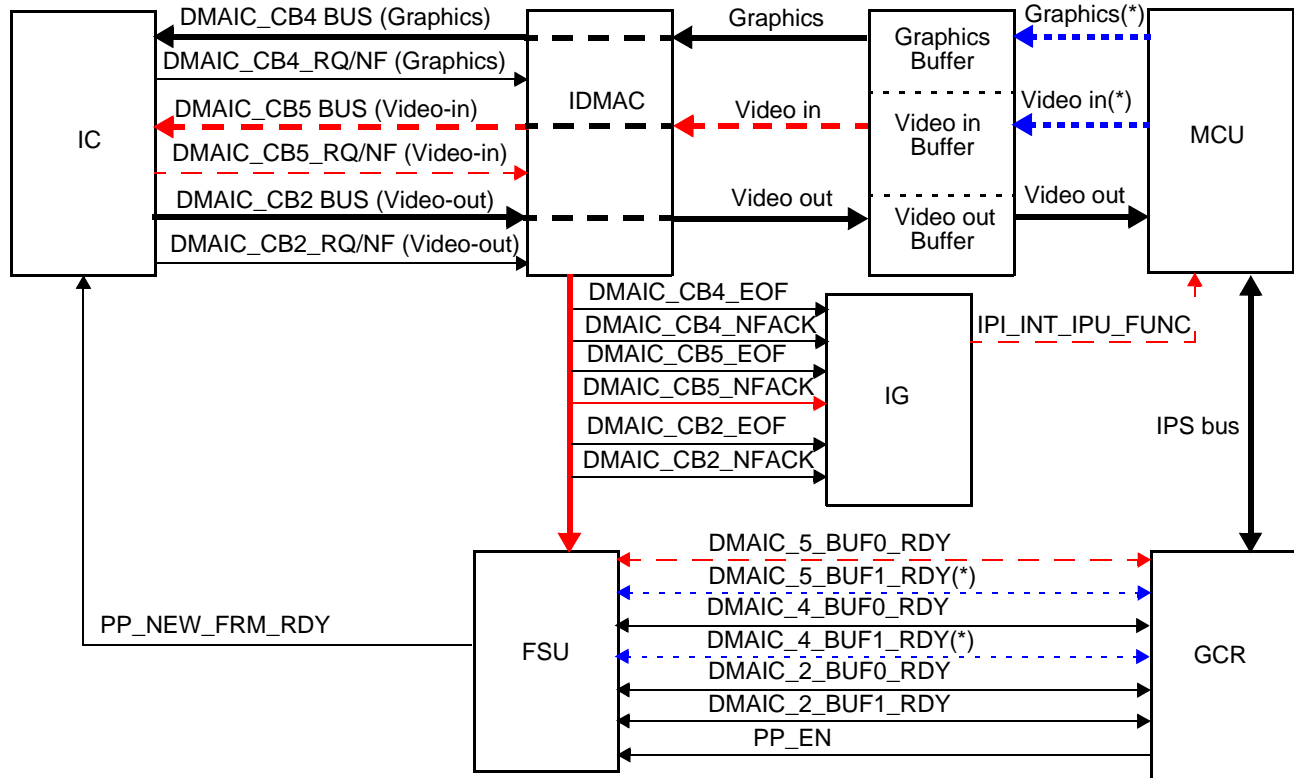 DMAIC_CB4 BUS (Graphics)
Graphics
Graphics(*)
DMAIC_CB4_RQ/NF (Graphics)
Graphics
Buffer
IC
DMAIC_CB5 BUS (Video-in)
IDMAC
Video in
Video in
Buffer
Video in(*)
MCU
DMAIC_CB5_RQ/NF (Video-in)
DMAIC_CB2 BUS (Video-out)
Video out
Video out
Buffer
Video out
DMAIC_CB2_RQ/NF (Video-out)
DMAIC_CB4_EOF
DMAIC_CB4_NFACK
DMAIC_CB5_EOF
DMAIC_CB5_NFACK
DMAIC_CB2_EOF
DMAIC_CB2_NFACK
IG
IPI_INT_IPU_FUNC
IPS bus
DMAIC_5_BUF0_RDY
DMAIC_5_BUF1_RDY(*)
DMAIC_4_BUF0_RDY
PP_NEW_FRM_RDY
FSU
DMAIC_4_BUF1_RDY(*)
GCR
DMAIC_2_BUF0_RDY
DMAIC_2_BUF1_RDY
PP_EN